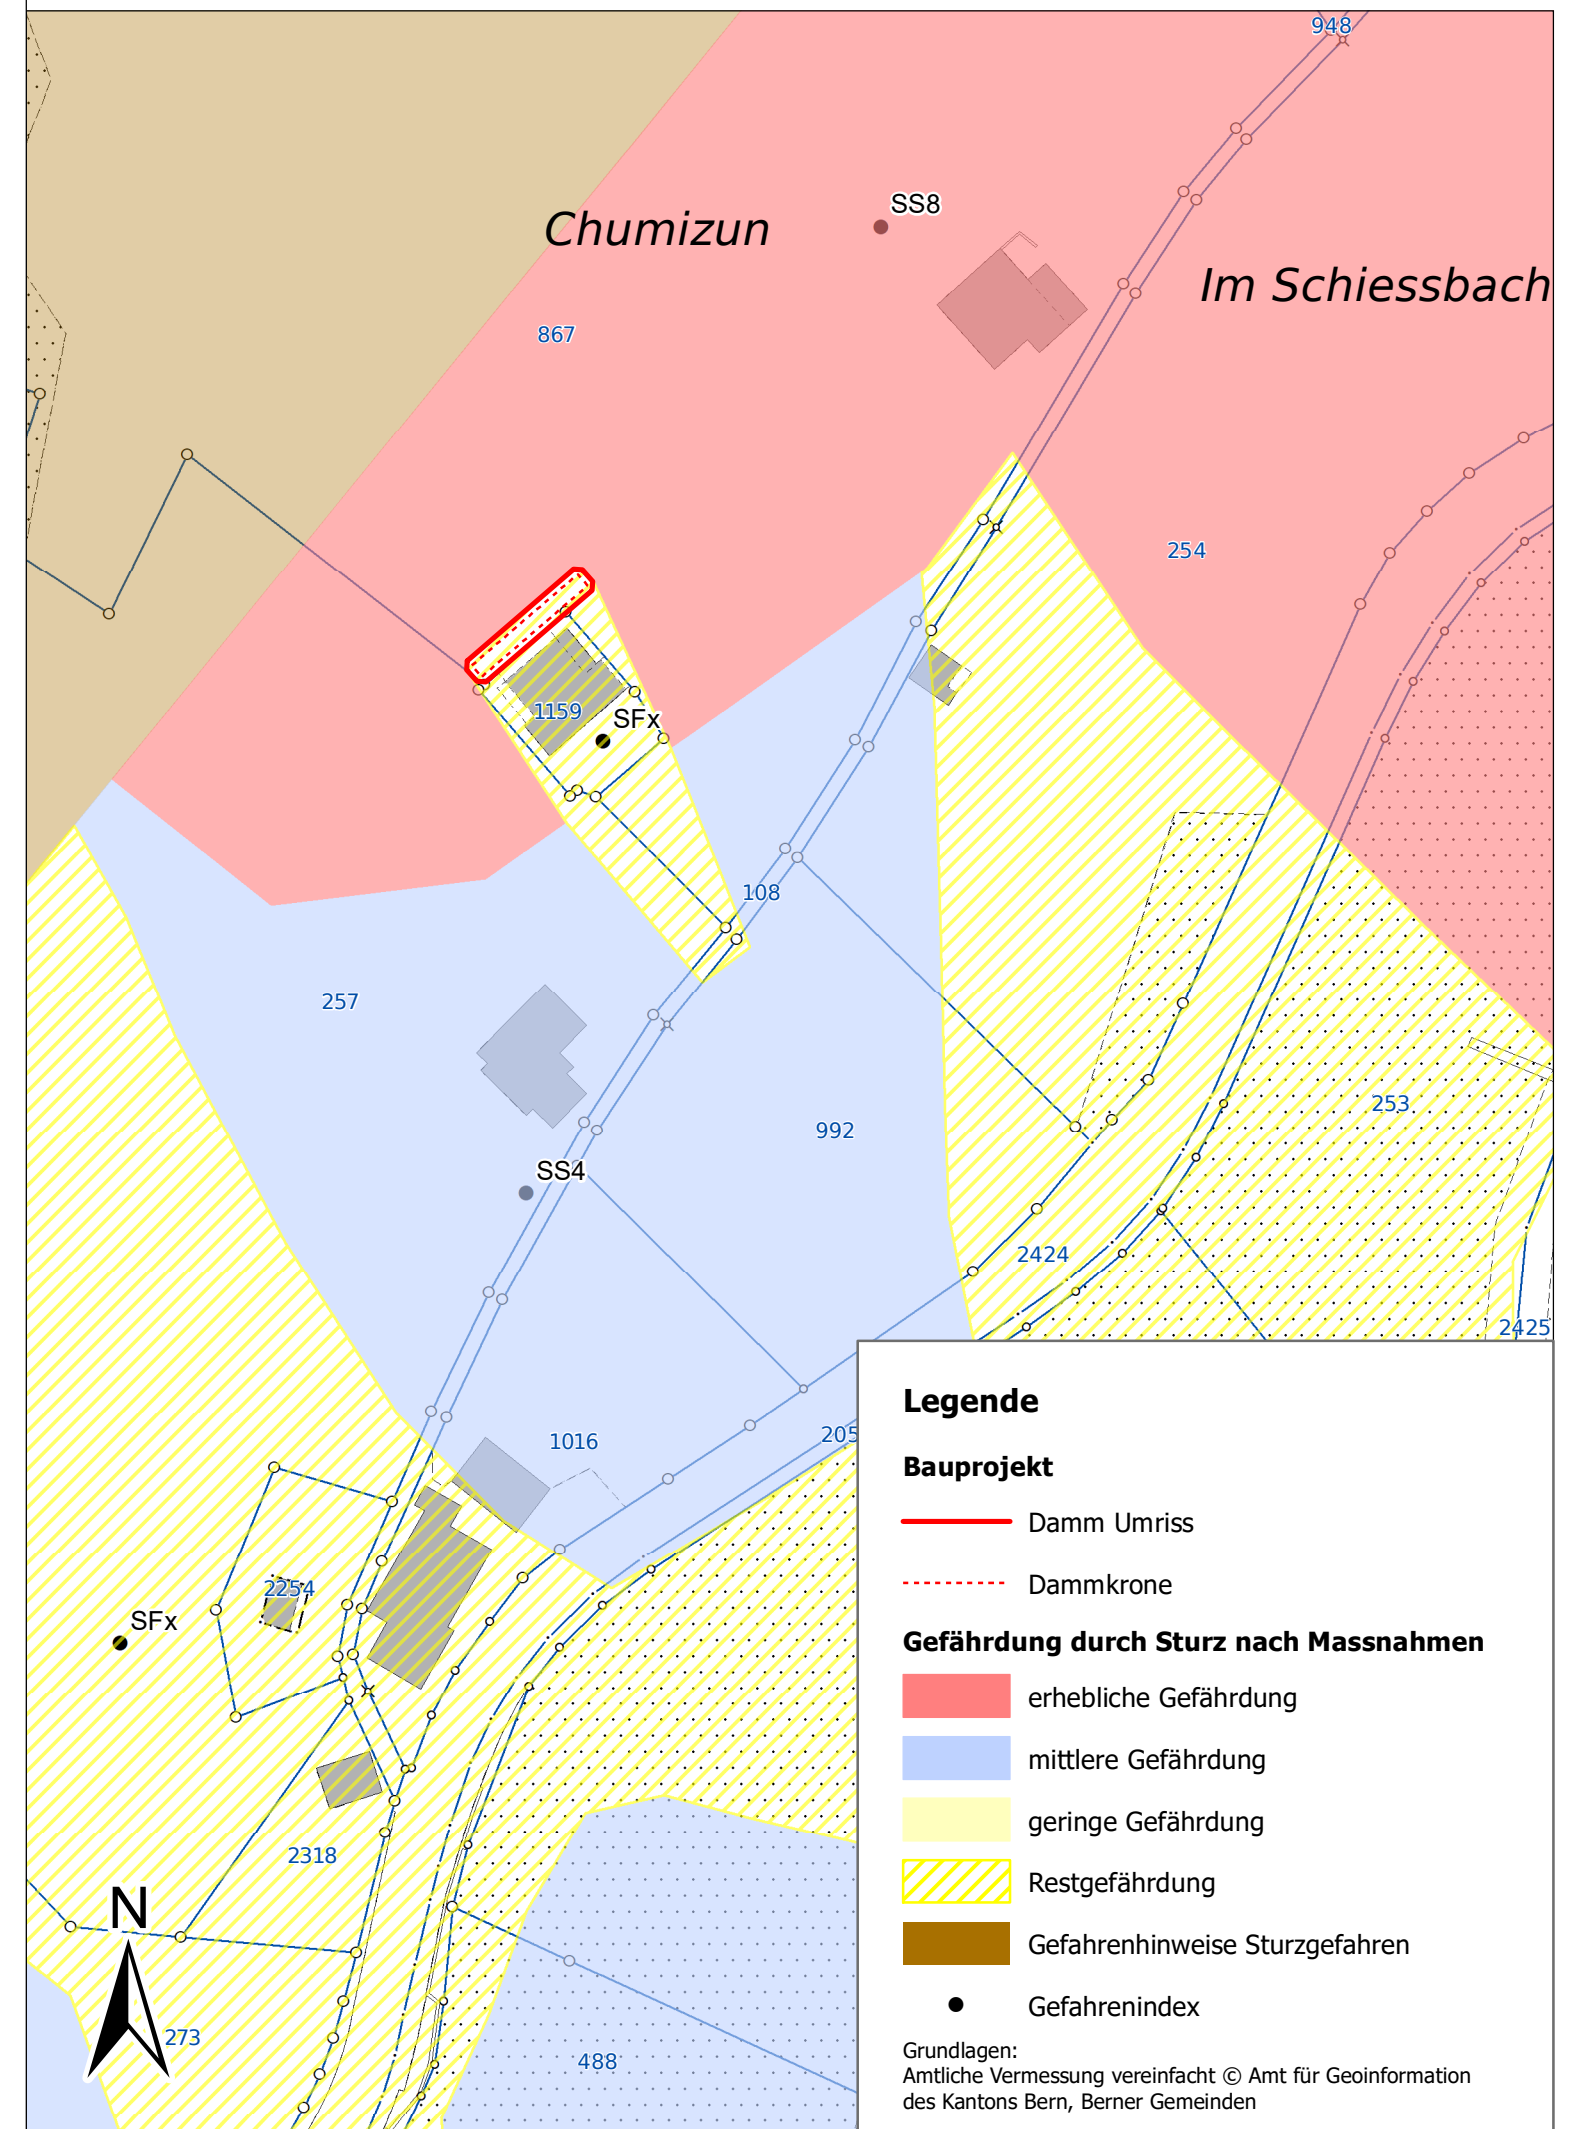 948
SS8
Chumizun
Im Schiessbach
867
254
1159
SFx
108
257
253
992
SS4
2424
2425
1016
205
2254
SFx
2318
N
273
488
Legende
Bauprojekt
Damm Umriss
Dammkrone
Gefährdung durch Sturz nach Massnahmen
erhebliche Gefährdung
mittlere Gefährdung
geringe Gefährdung
Restgefährdung
Gefahrenhinweise Sturzgefahren
Gefahrenindex
Grundlagen:
Amtliche Vermessung vereinfacht © Amt für Geoinformation
des Kantons Bern, Berner Gemeinden